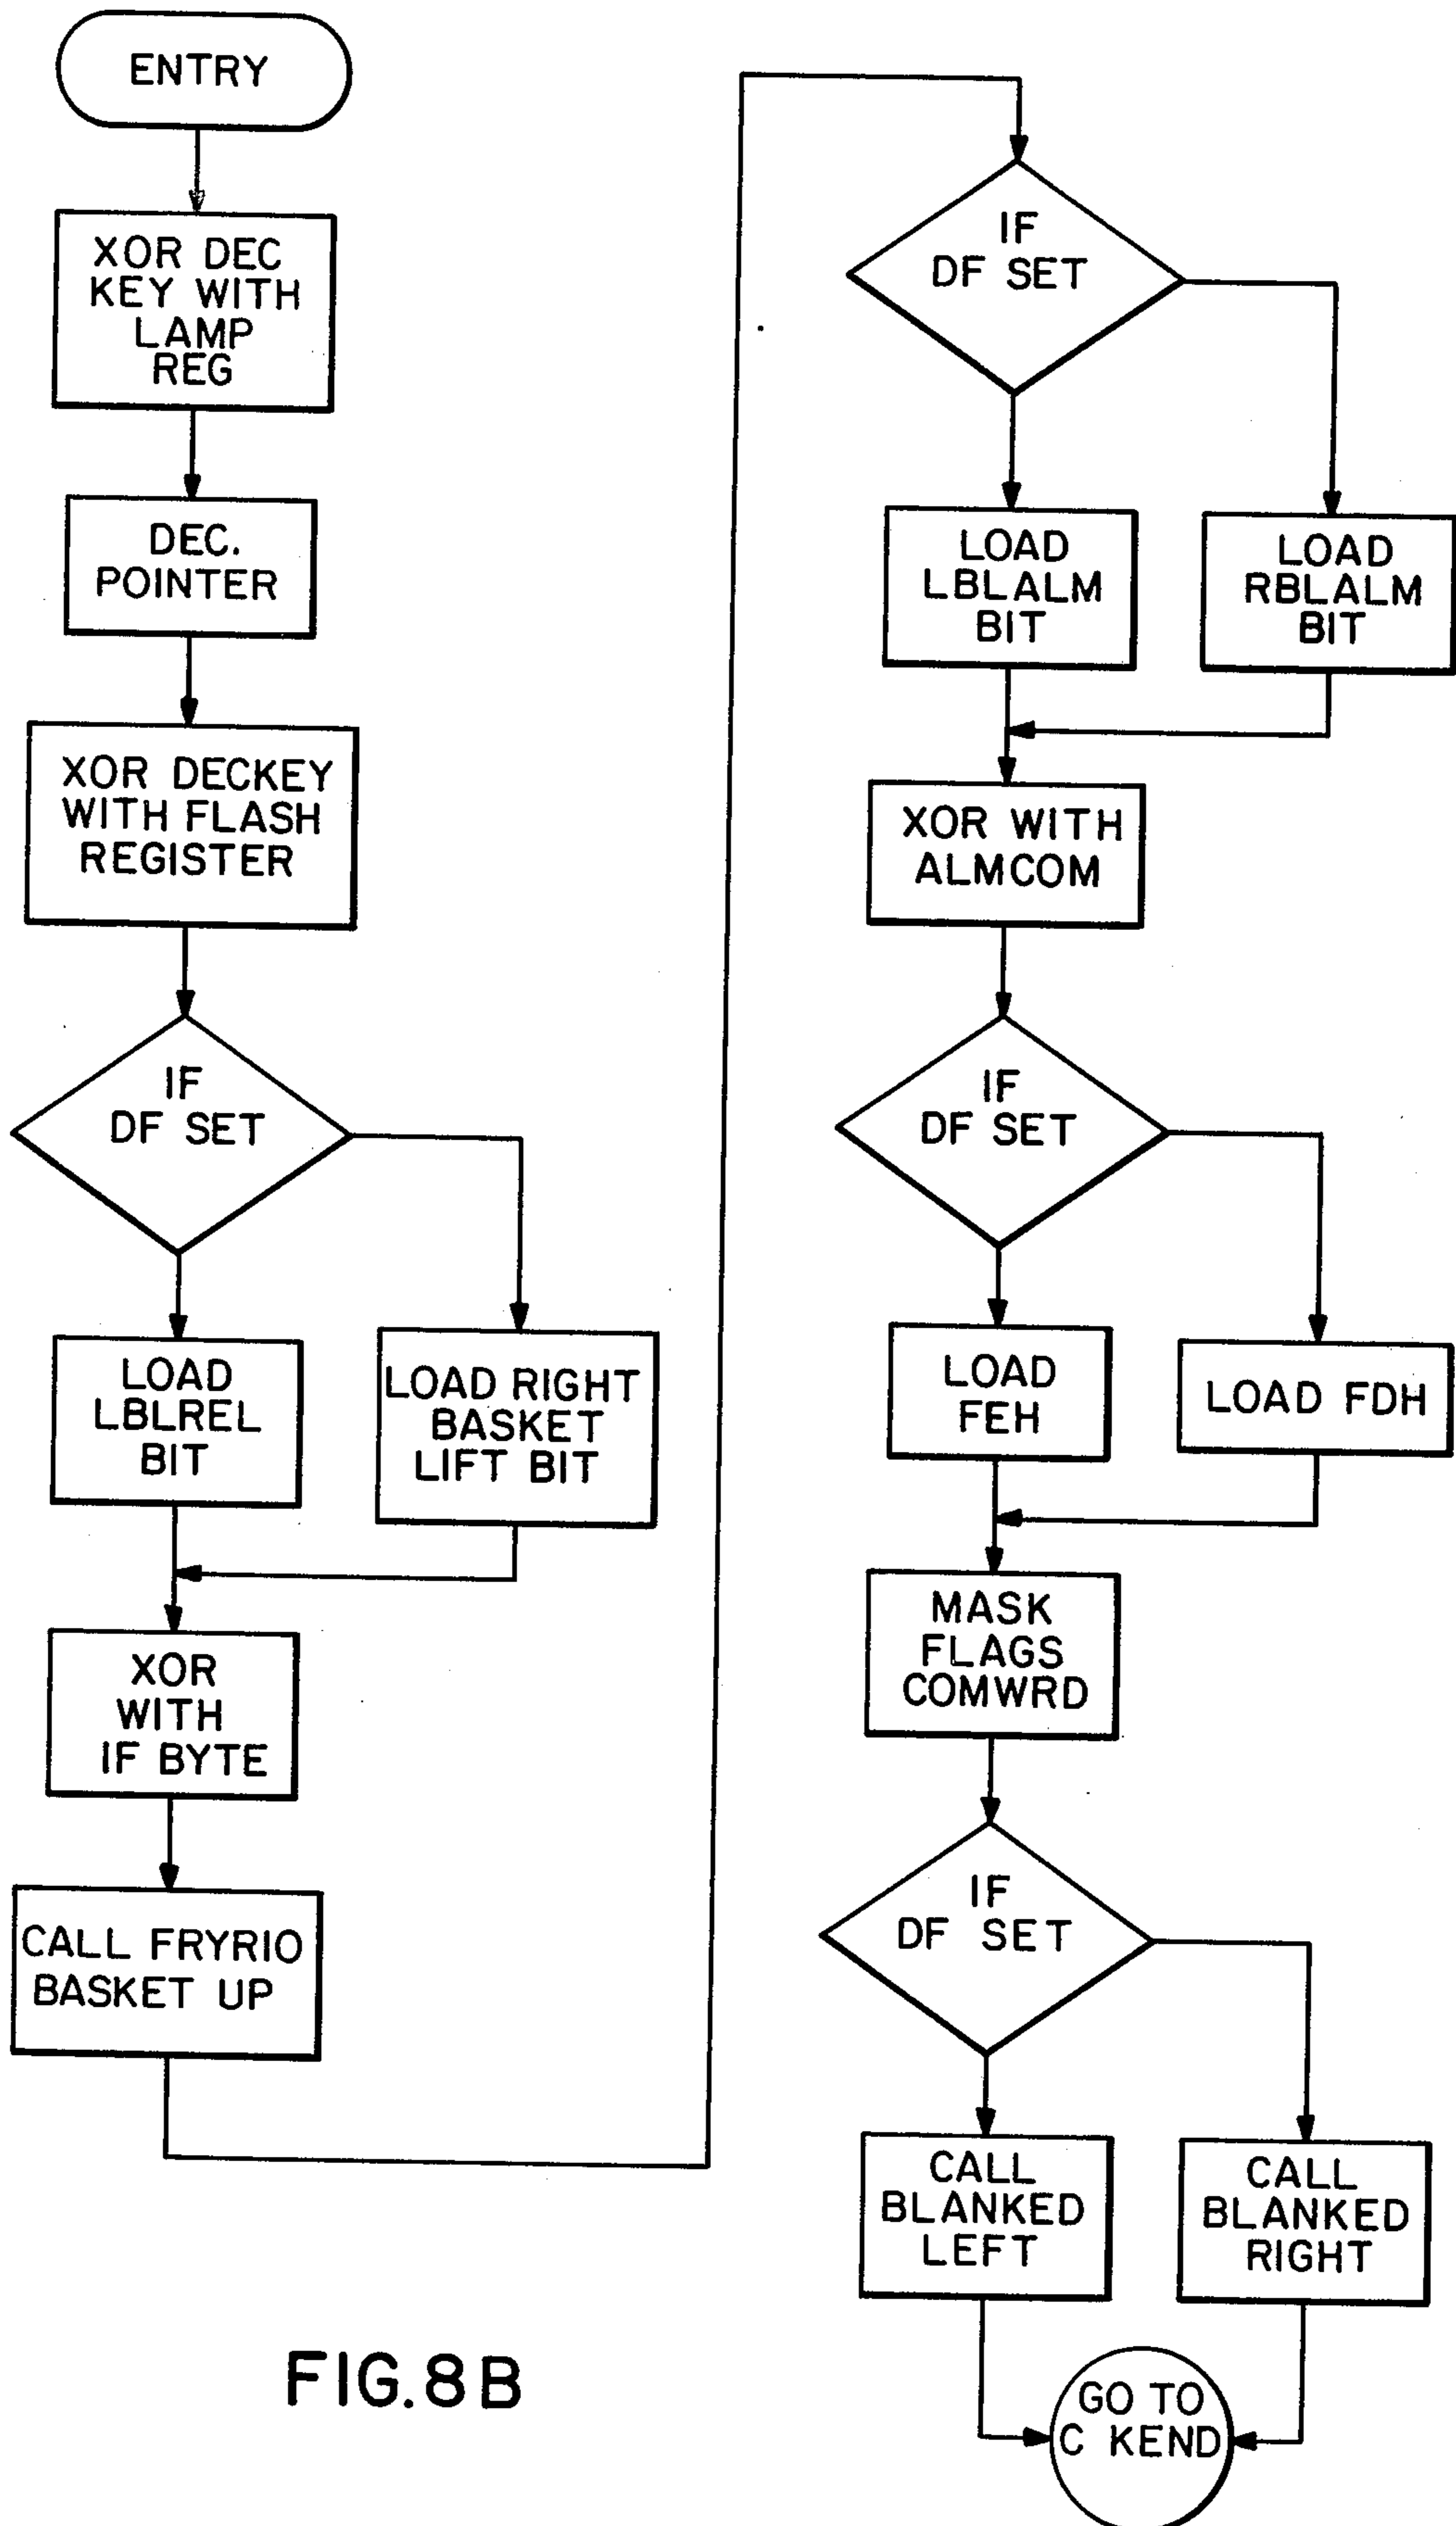 ENTRY
XOR DEC
KEY WITH
LAMP
REG
DEC.
POINTER
XOR DECKEY
WITH FLASH
REGISTER
IF
DF SET
LOAD
LBLREL
BIT
LOAD RIGHT
BASKET
LIFT BIT
XOR
WITH
IF BYTE
CALL FRYRIO
BASKET UP
IF
DF SET
LOAD
LBLALM
BIT
LOAD
RBLALM
BIT
XOR WITH
ALMCOM
IF
DF SET
LOAD
FEH
LOAD FDH
MASK
FLAGS
COMWRD
IF
DF SET
CALL
BLANKED
LEFT
CALL
BLANKED
RIGHT
GO TO
C KEND
FIG.8B